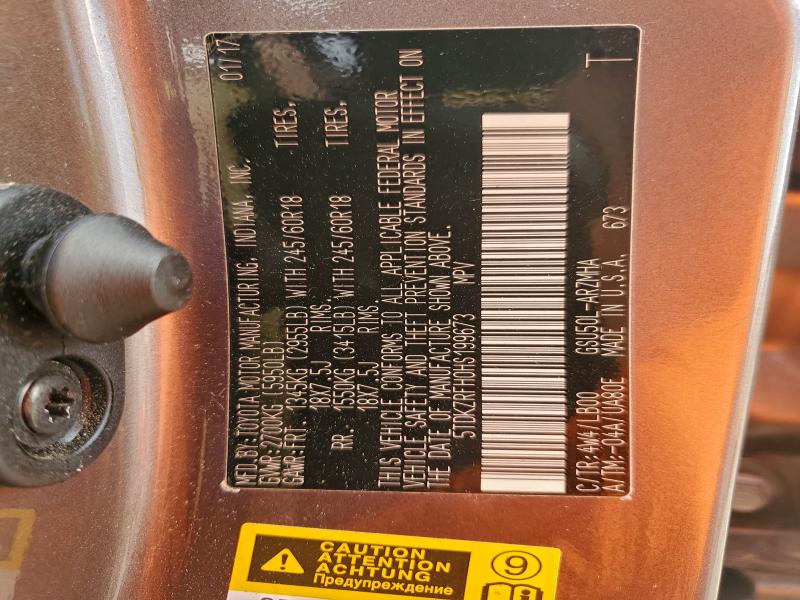 MFD.BY:TOYOTA MOTOR MANUFACTURING, INDIANA, INC. 01/17
GVWR:2700KG (5950LB)
GAWR:FRT. 1345KG (2955LB) WITH 245/60R18 TIRES,
18X7.5J RIMS.
RR. 1550KG (3415LB) WITH 245/60R18 TIRES,
18X7.5J RIMS.
THIS VEHICLE CONFORMS TO ALL APPLICABLE FEDERAL MOTOR
VEHICLE SAFETY AND THEFT PREVENTION STANDARDS IN EFFECT ON
THE DATE OF MANUFACTURE SHOWN ABOVE.
5TDKZRFH0HS199673 MPV
C/TR:4W4/LB00 GSU50L-ARZMHA
A/TM:-04A/UA80E MADE IN U.S.A. 673 T
CAUTION
ATTENTION
ACHTUNG
Предупреждение
9